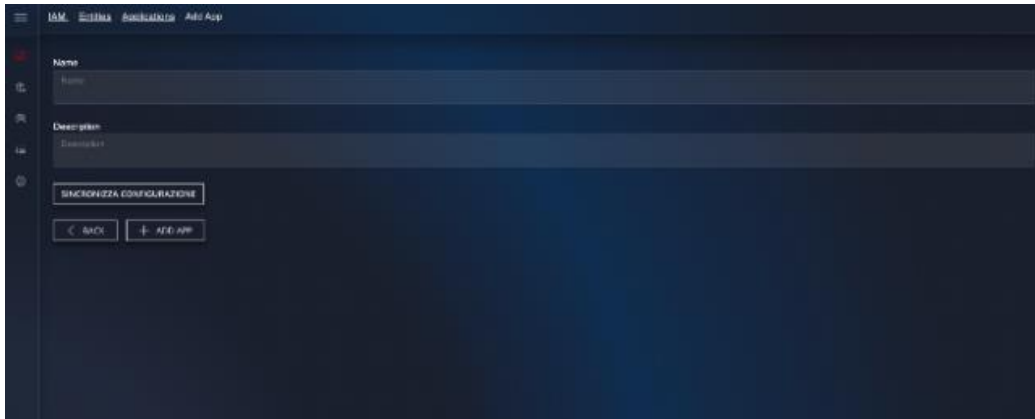 IAM Entities Applications Add App
Name
Name
Description
Description
SINCRONIZZA CONFIGURAZIONE
BACK ADD APP